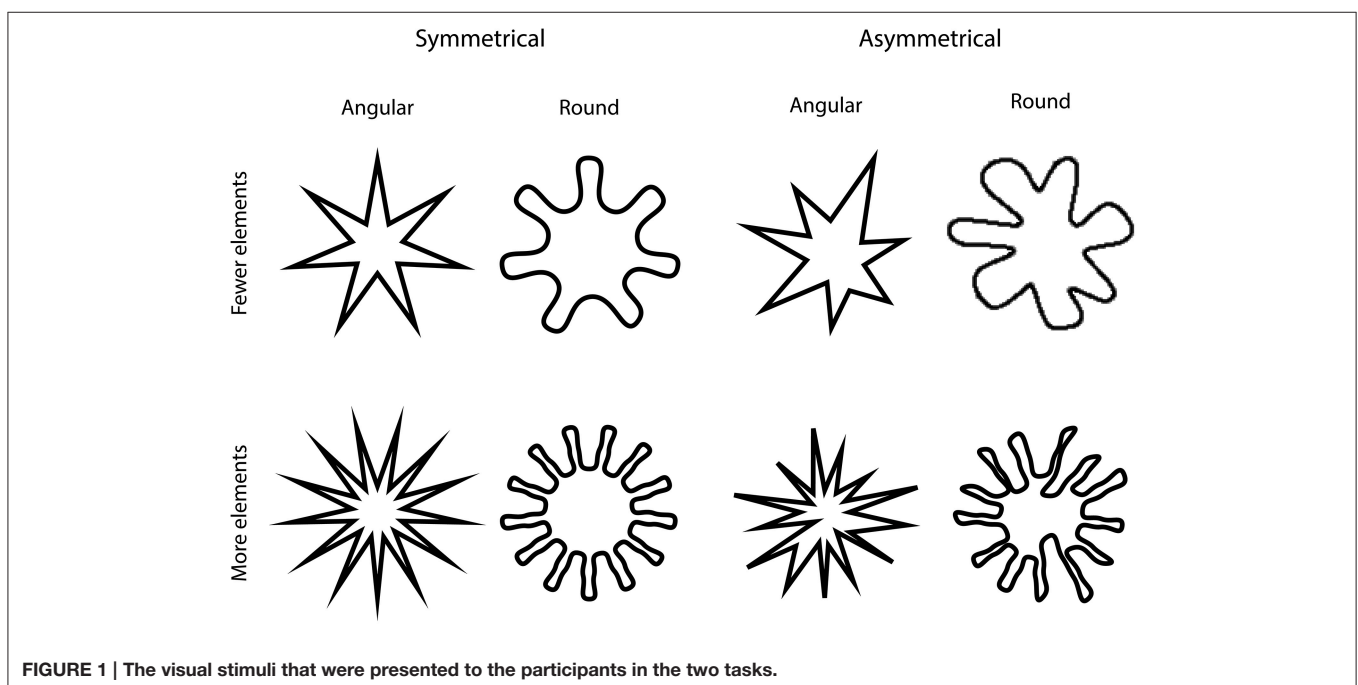 Symmetrical Asymmetrical
Angular Round Angular Round
Fewer elements
More elements
FIGURE 1 | The visual stimuli that were presented to the participants in the two tasks.